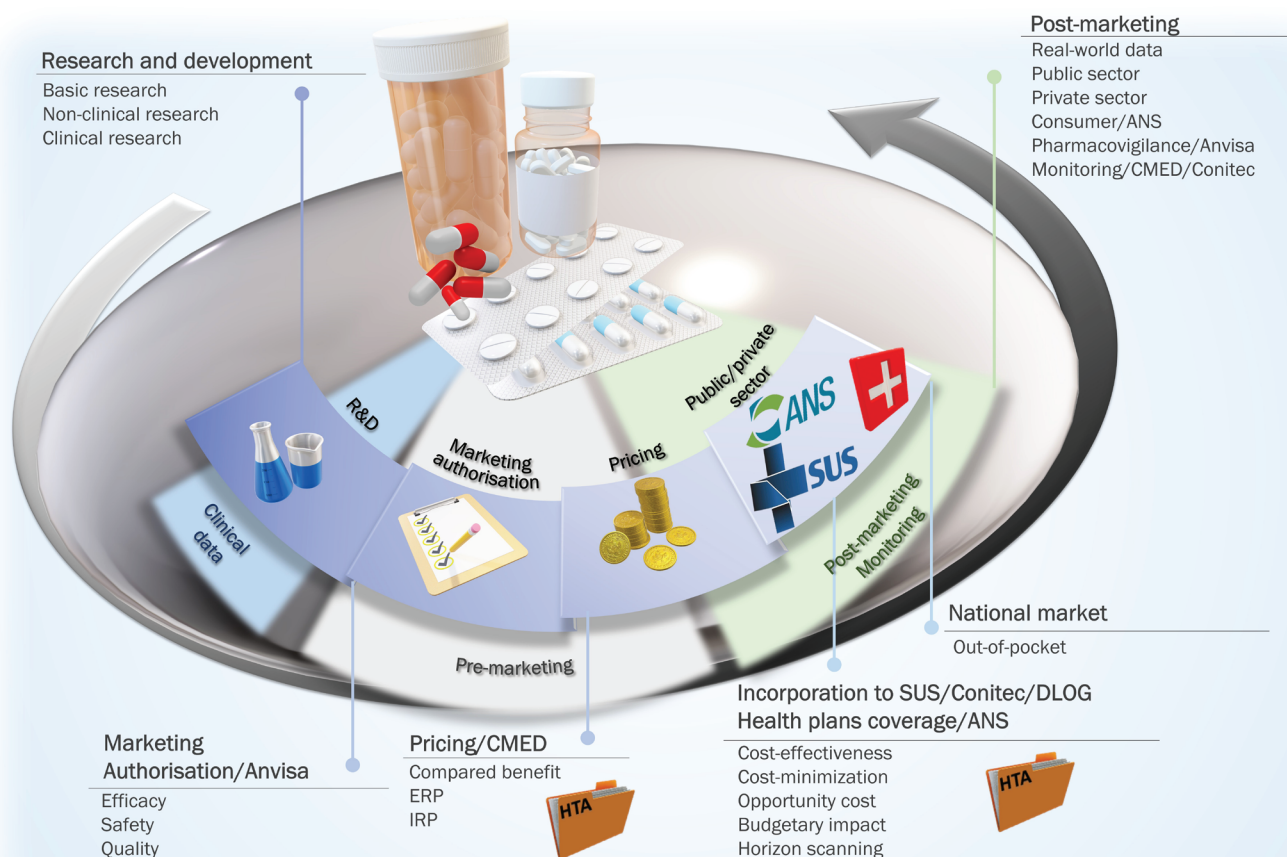 Research and development
Basic research
Non-clinical research
Clinical research
Post-marketing
Real-world data
Public sector
Private sector
Consumer/ANS
Pharmacovigilance/Anvisa
Monitoring/CMED/Conitec
R&D
Marketing
authorisation
Pricing
Public/private
sector
ANS
SUS
Clinical
data
Pre-marketing
Post-marketing
Monitoring
National market
Out-of-pocket
Marketing
Authorisation/Anvisa
Efficacy
Safety
Quality
Pricing/CMED
Compared benefit
ERP
IRP
HTA
Incorporation to SUS/Conitec/DLOG
Health plans coverage/ANS
Cost-effectiveness
Cost-minimization
Opportunity cost
Budgetary impact
Horizon scanning
HTA